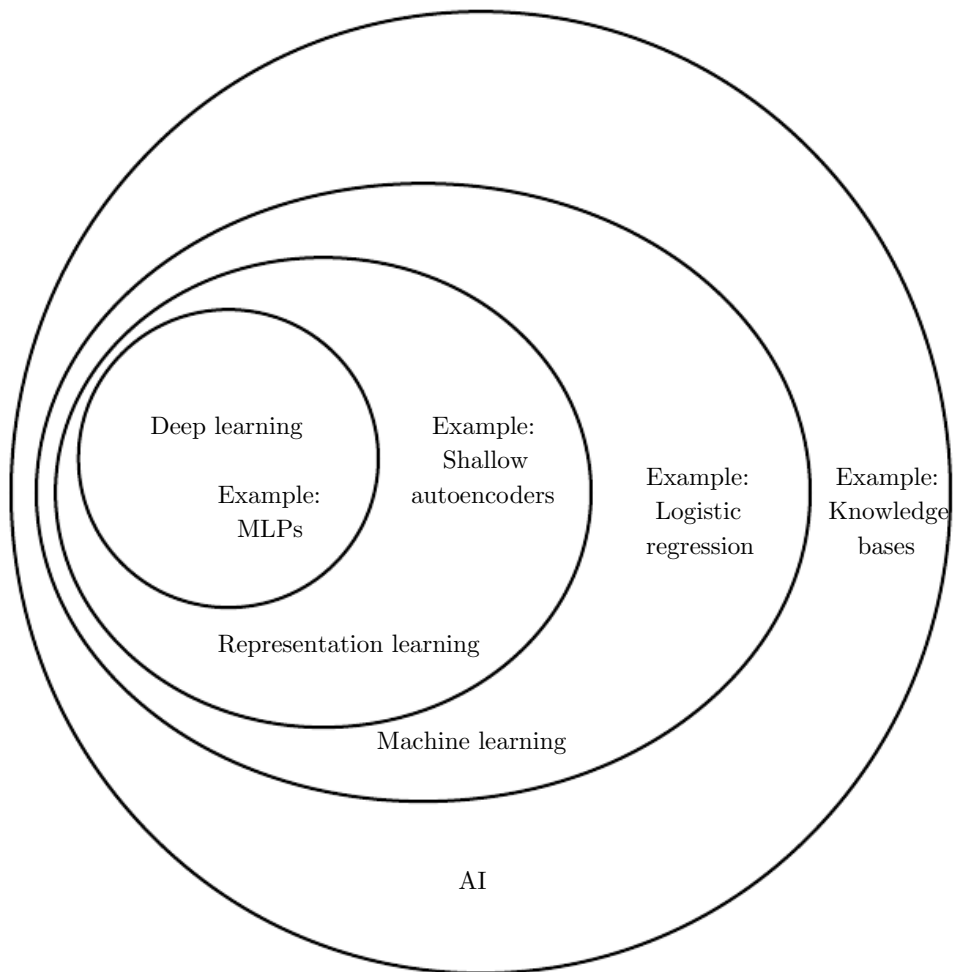 Deep learning
Example:
MLPs
Example:
Shallow
autoencoders
Example:
Logistic
regression
Example:
Knowledge
bases
Representation learning
Machine learning
AI